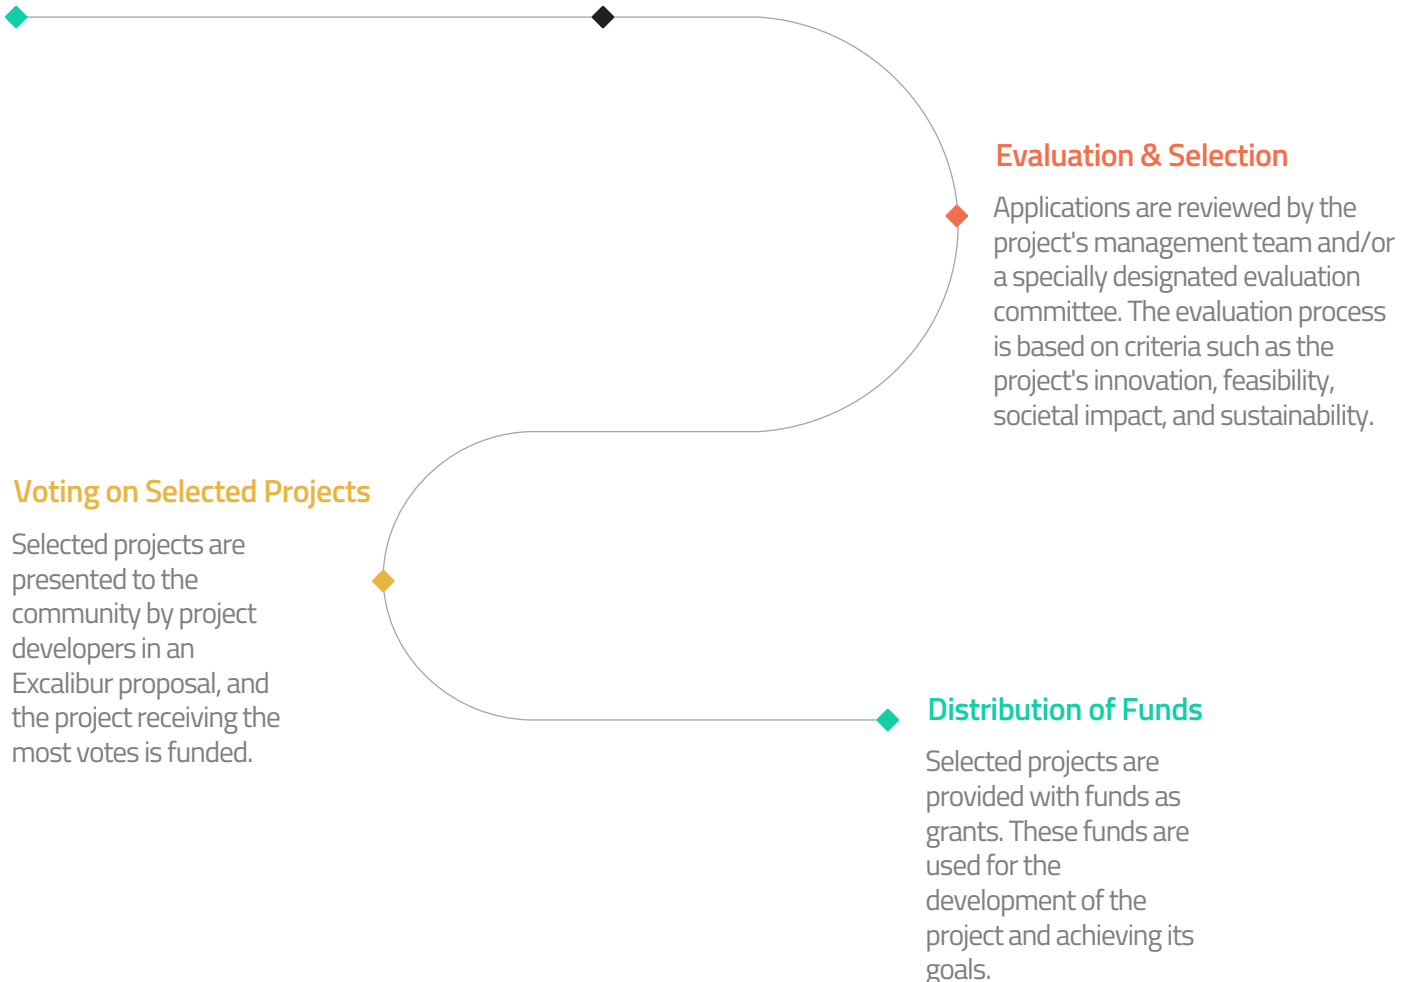 Evaluation & Selection
Applications are reviewed by the
project's management team and/or
a specially designated evaluation
committee. The evaluation process
is based on criteria such as the
project's innovation, feasibility,
societal impact, and sustainability.
Voting on Selected Projects
Selected projects are
presented to the
community by project
developers in an
Excalibur proposal, and
the project receiving the
most votes is funded.
Distribution of Funds
Selected projects are
provided with funds as
grants. These funds are
used for the
development of the
project and achieving its
goals.